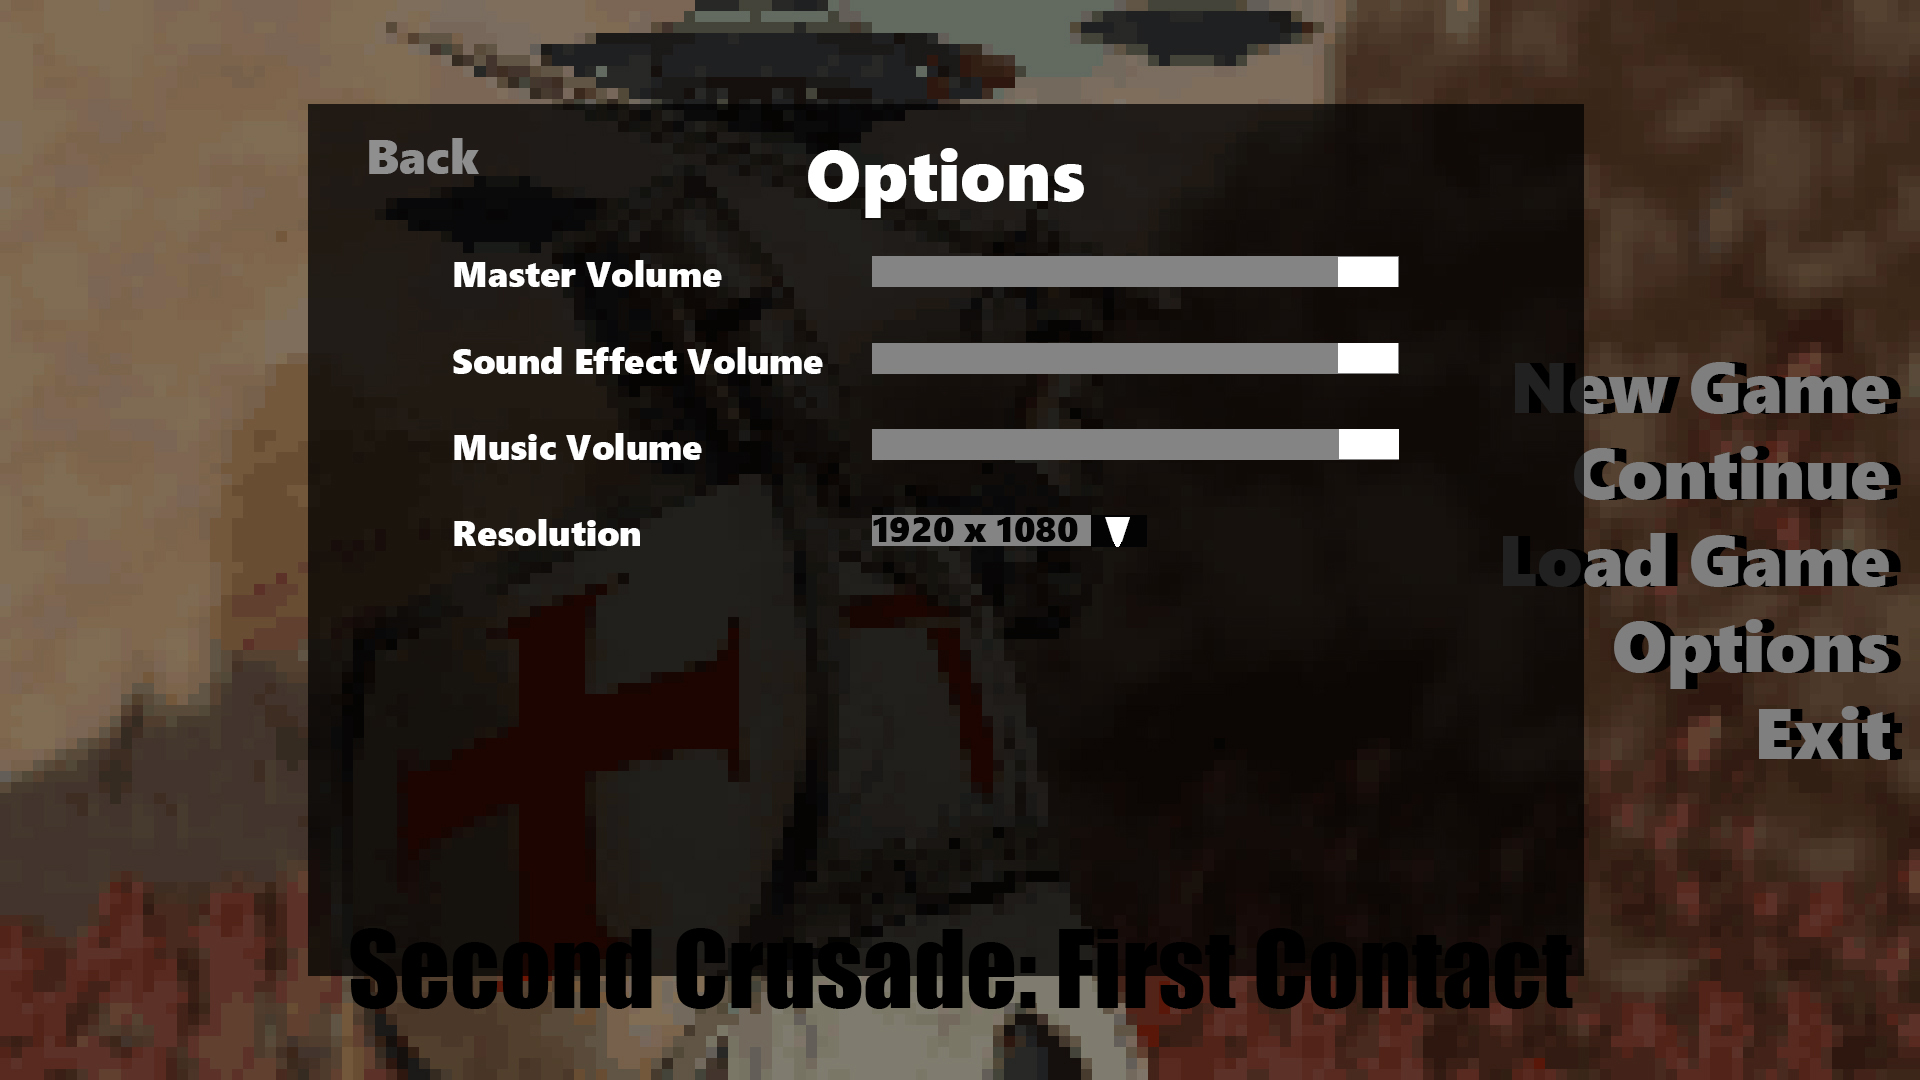 Back
Options
Master Volume
Sound Effect Volume
Music Volume
Resolution 1920 x 1080
New Game
Continue
Load Game
Options
Exit
Second Crusade: First Contact